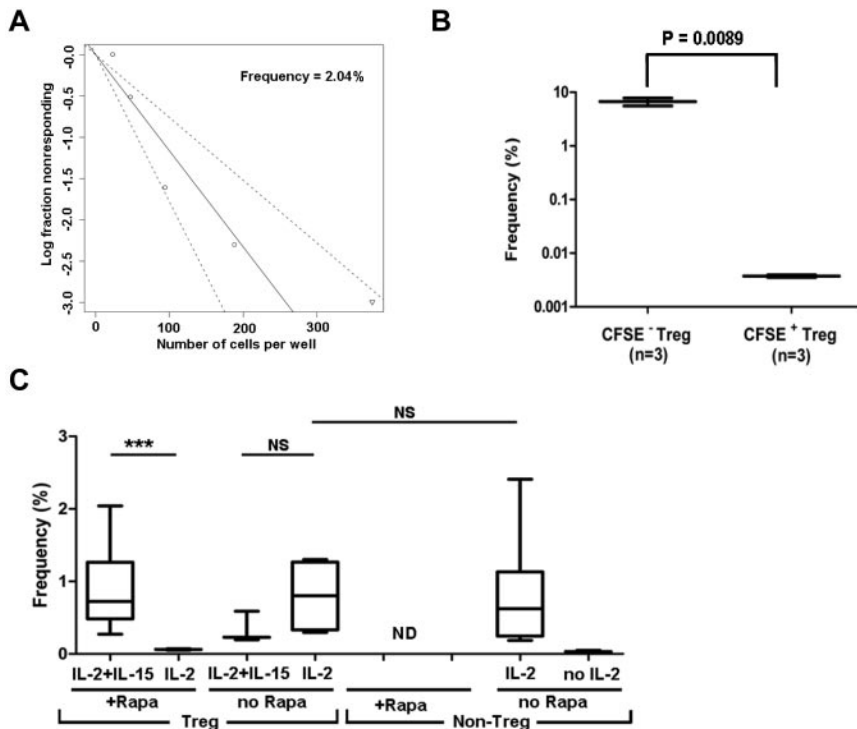 A
Frequency = 2.04%
Log fraction nonresponding
-0.0
-0.5
-1.0
-1.5
-2.0
-2.5
-3.0
0 100 200 300
Number of cells per well
B
P = 0.0089
Frequency (%)
10
1
0.1
0.01
0.001
CFSE - Treg CFSE + Treg
(n=3) (n=3)
C
NS
*** NS
Frequency (%)
3
2
1
0
ND
IL-2+IL-15 IL-2 IL-2+IL-15 IL-2 IL-2 no IL-2
+Rapa no Rapa +Rapa no Rapa
Treg Non-Treg